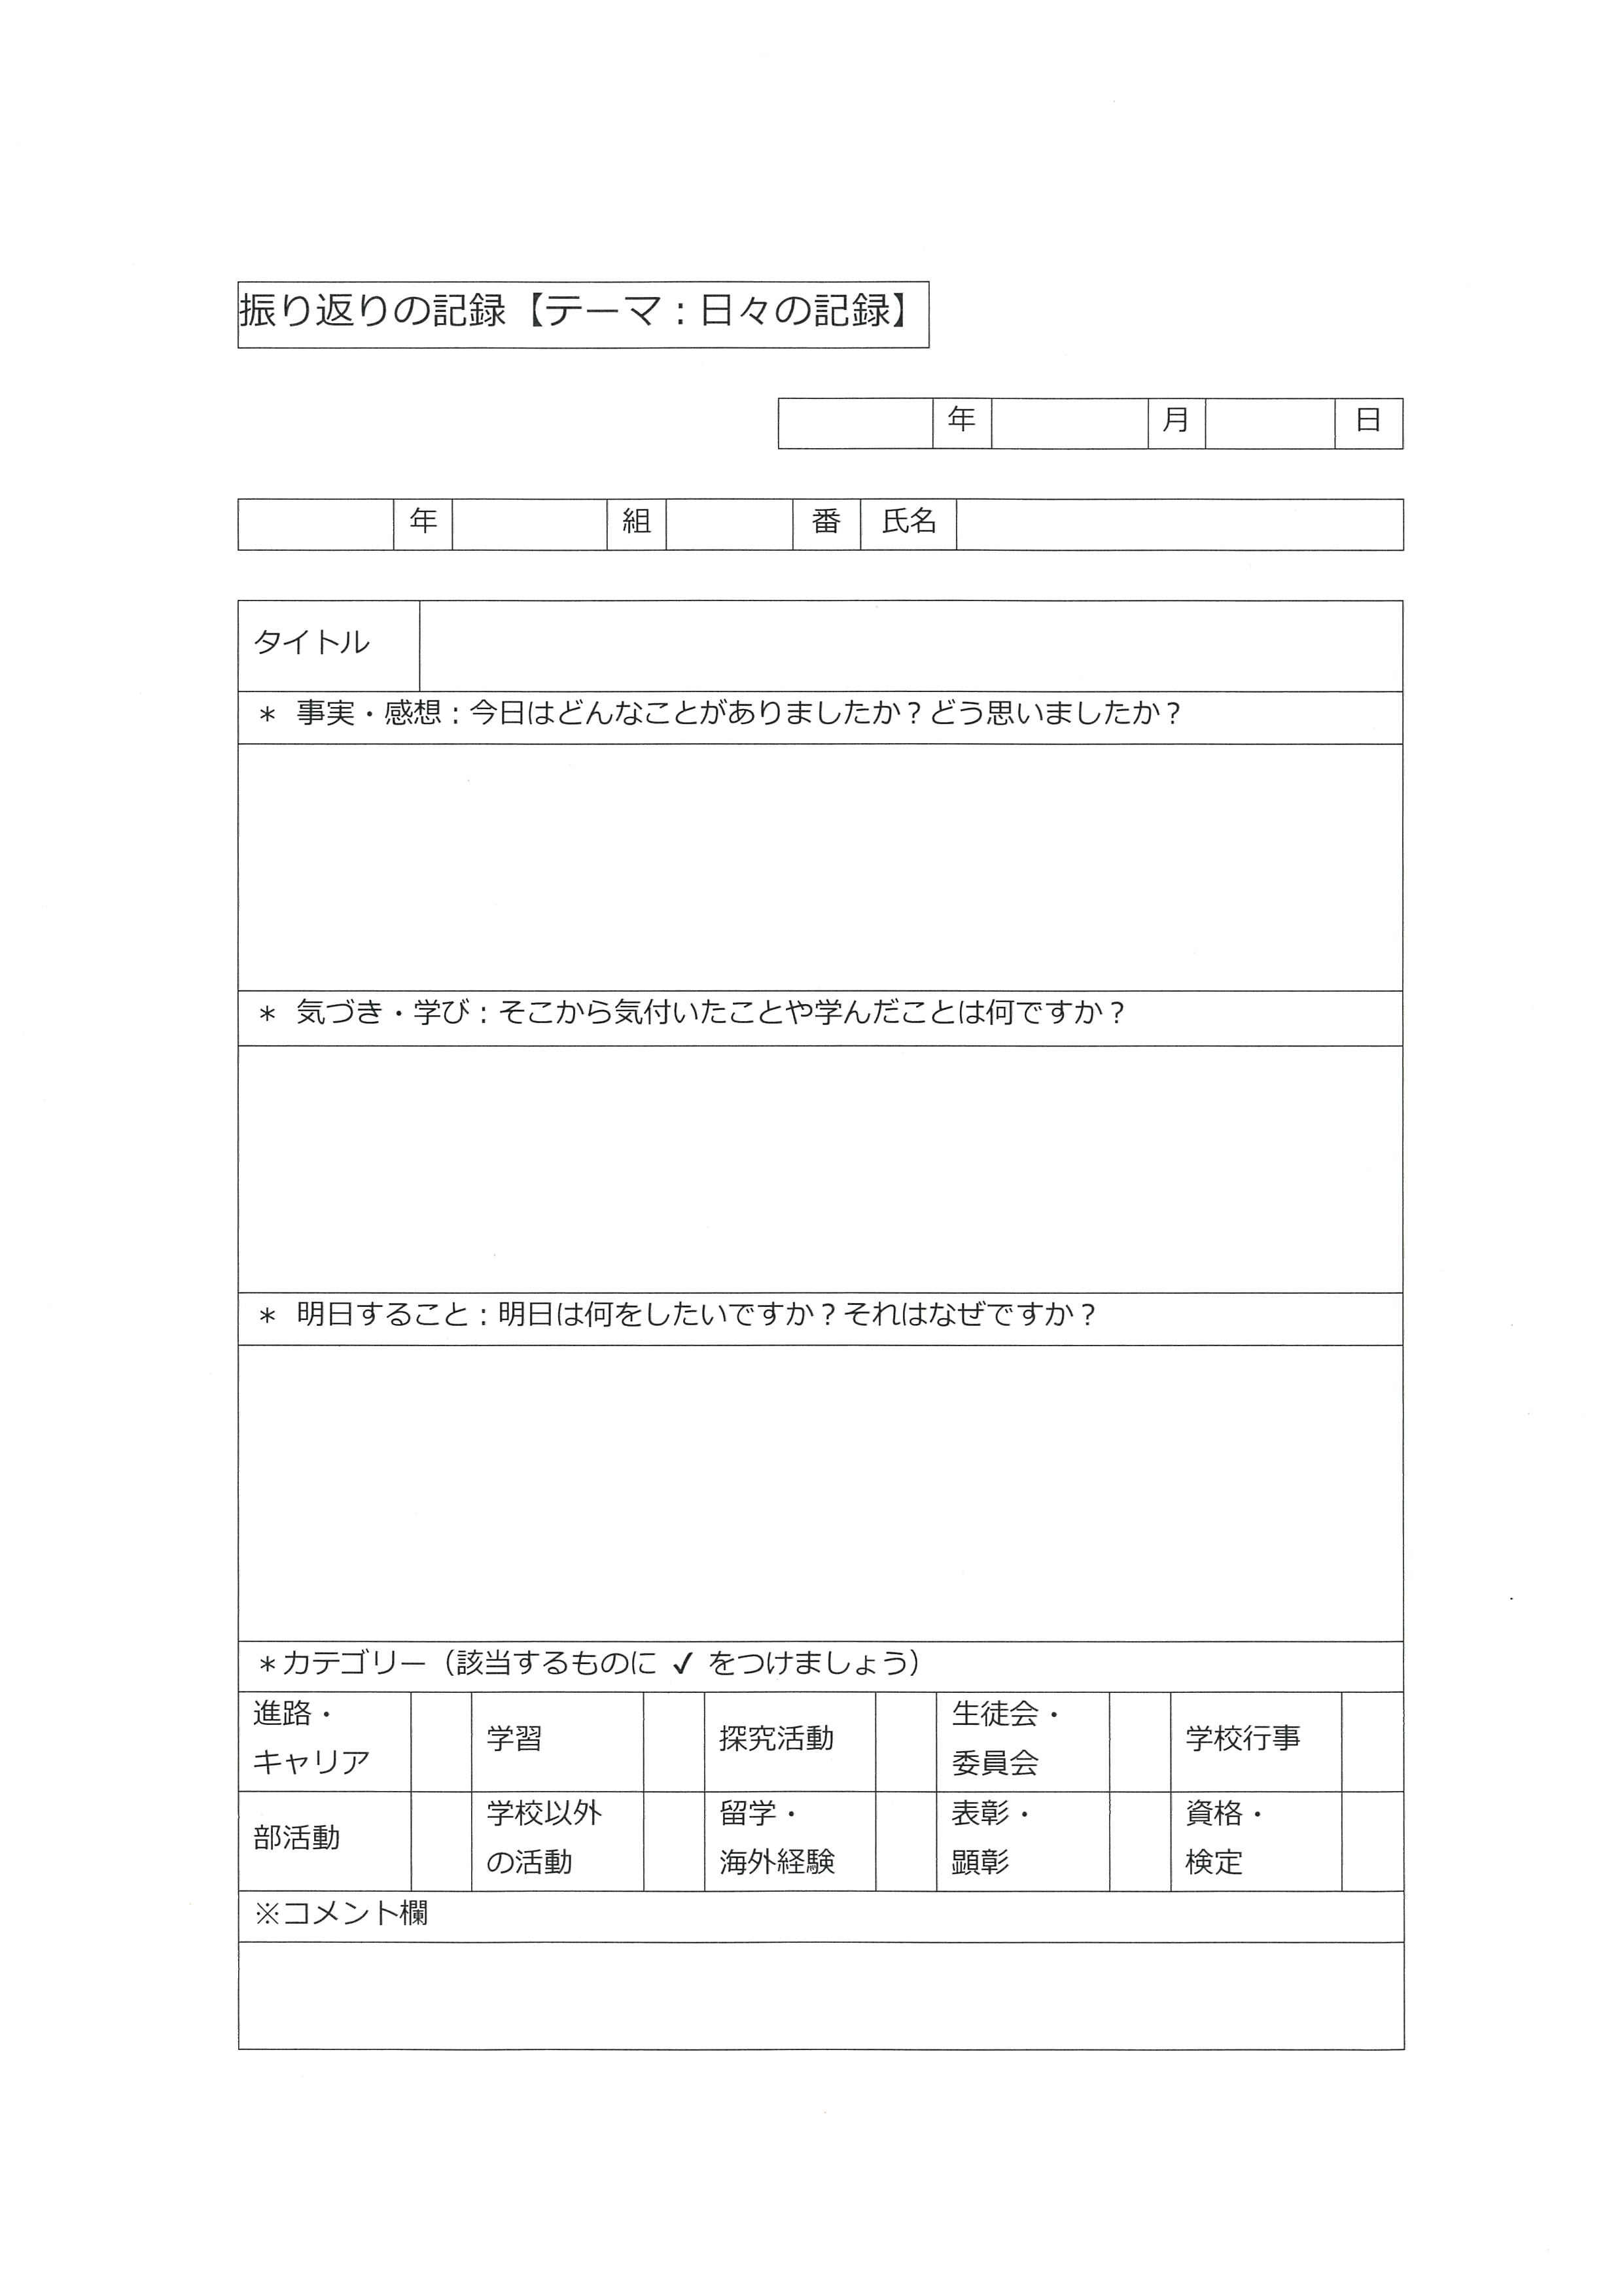 振り返りの記録【テーマ：日々の記録】
年 月 日
年 組 番 氏名
タイトル
＊ 事実・感想：今日はどんなことがありましたか？どう思いましたか？
＊ 気づき・学び：そこから気付いたことや学んだことは何ですか？
＊ 明日すること：明日は何をしたいですか？それはなぜですか？
＊カテゴリー（該当するものに ✓ をつけましょう）
進路・
キャリア
学習
探究活動
生徒会・
委員会
学校行事
部活動
学校以外
の活動
留学・
海外経験
表彰・
顕彰
資格・
検定
※コメント欄